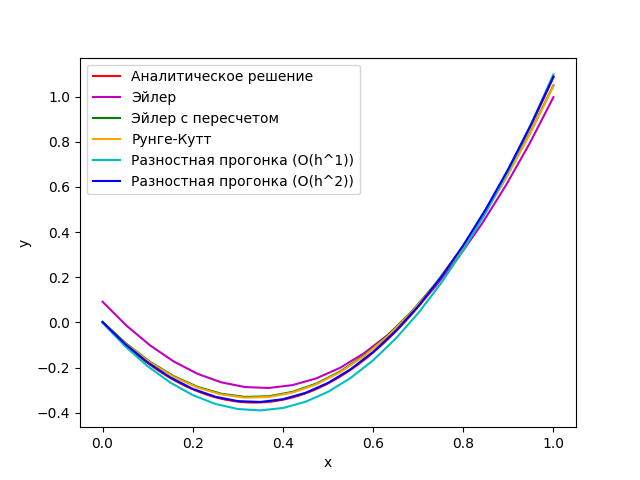 Аналитическое решение
Эйлер
Эйлер с пересчетом
Рунге-Кутт
Разностная прогонка (O(h^1))
Разностная прогонка (O(h^2))
1.0
0.8
0.6
0.4
0.2
0.0
−0.2
−0.4
y
0.0 0.2 0.4 0.6 0.8 1.0
x